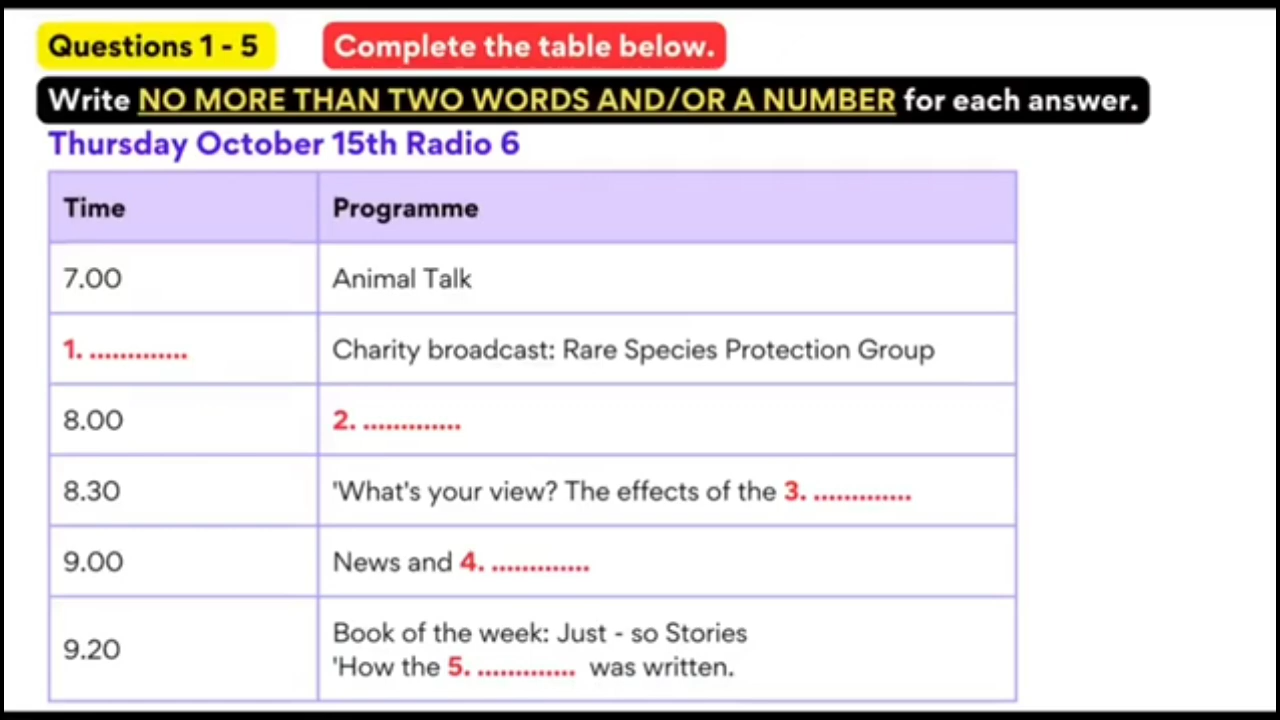 Questions 1 - 5
Complete the table below.
Write NO MORE THAN TWO WORDS AND/OR A NUMBER for each answer.
Thursday October 15th Radio 6
Time
Programme
7.00
Animal Talk
1. .............
Charity broadcast: Rare Species Protection Group
8.00
2. .............
8.30
'What's your view? The effects of the 3. .............
9.00
News and 4. .............
9.20
Book of the week: Just - so Stories
'How the 5. ............. was written.